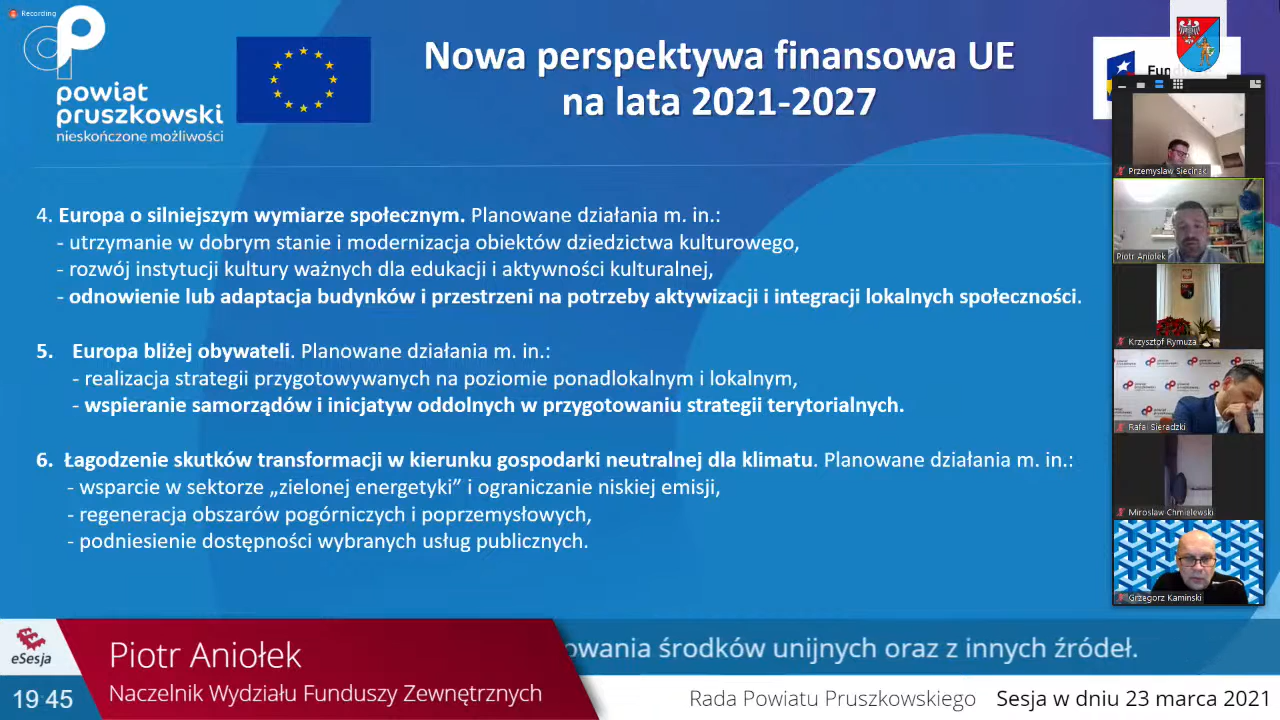 Recording
powiat
pruszkowski
nieskończone możliwości
Nowa perspektywa finansowa UE
na lata 2021-2027
4. Europa o silniejszym wymiarze społecznym. Planowane działania m. in.:
- utrzymanie w dobrym stanie i modernizacja obiektów dziedzictwa kulturowego,
- rozwój instytucji kultury ważnych dla edukacji i aktywności kulturalnej,
- odnowienie lub adaptacja budynków i przestrzeni na potrzeby aktywizacji i integracji lokalnych społeczności.
5. Europa bliżej obywateli. Planowane działania m. in.:
- realizacja strategii przygotowywanych na poziomie ponadlokalnym i lokalnym,
- wspieranie samorządów i inicjatyw oddolnych w przygotowaniu strategii terytorialnych.
6. Łagodzenie skutków transformacji w kierunku gospodarki neutralnej dla klimatu. Planowane działania m. in.:
- wsparcie w sektorze „zielonej energetyki” i ograniczanie niskiej emisji,
- regeneracja obszarów pogórniczych i poprzemysłowych,
- podniesienie dostępności wybranych usług publicznych.
Przemysław Siecinski
Piotr Aniolek
Krzysztof Rymuza
Rafał Sieradzki
Miroslaw Chmielewski
Grzegorz Kaminski
eSesja
19 45
Piotr Aniołek
Naczelnik Wydziału Funduszy Zewnętrznych
owania środków unijnych oraz z innych źródeł.
Rada Powiatu Pruszkowskiego Sesja w dniu 23 marca 2021